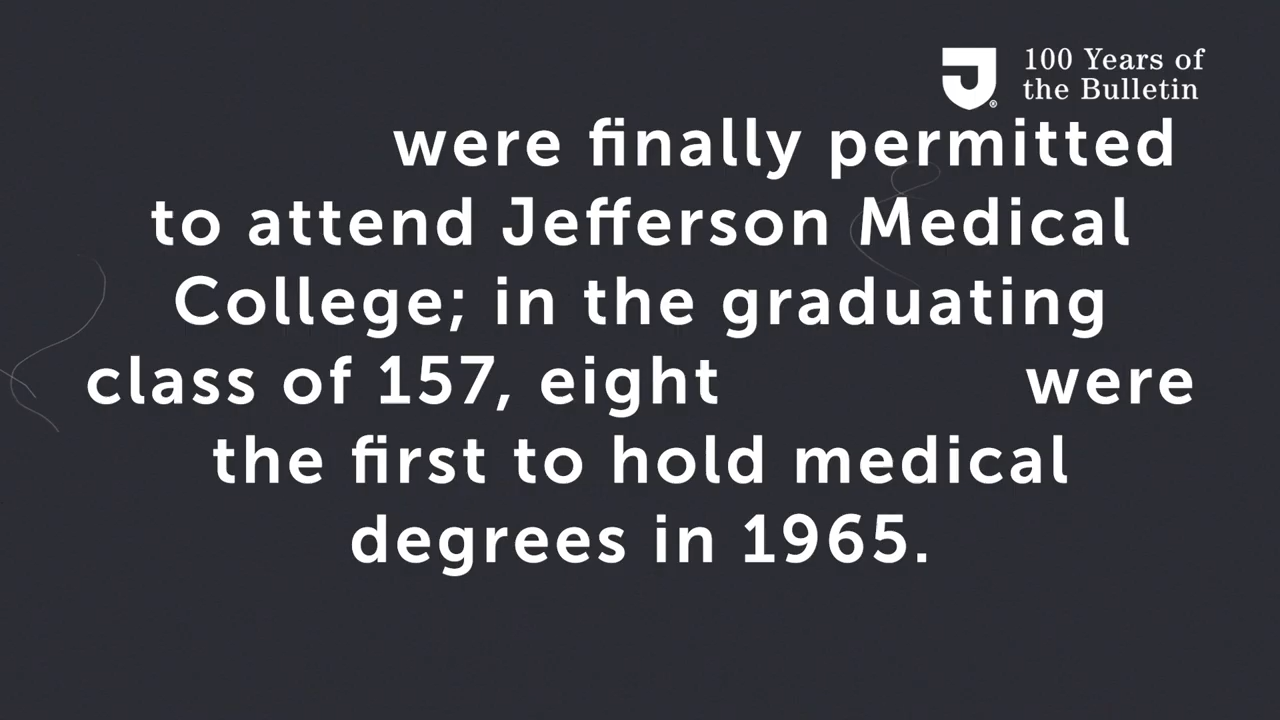 100 Years of
the Bulletin
were finally permitted
to attend Jefferson Medical
College; in the graduating
class of 157, eight were
the first to hold medical
degrees in 1965.